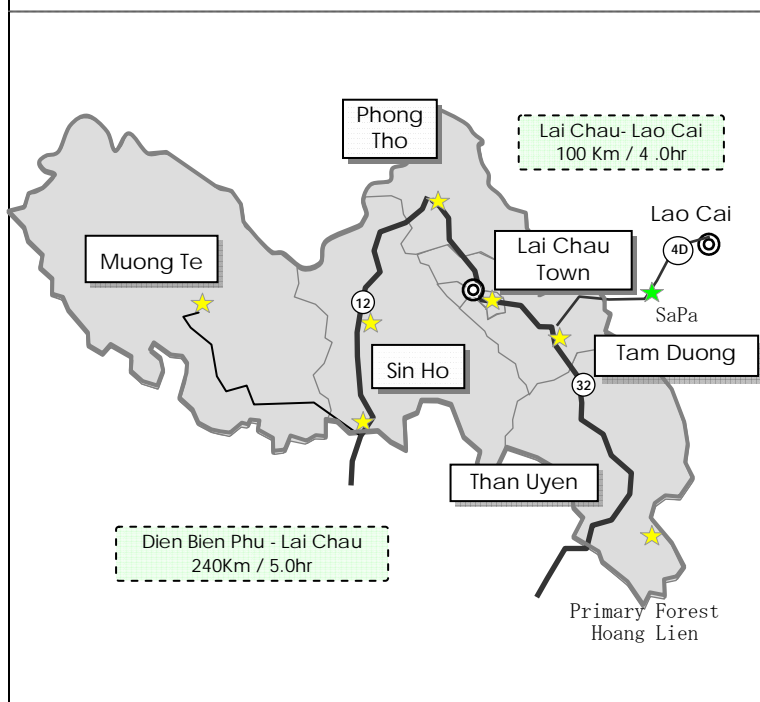 Phong
Tho
Lai Chau- Lao Cai
100 Km / 4 .0hr
Lao Cai
4D
Lai Chau
Town
Muong Te
12
SaPa
Tam Duong
Sin Ho
32
Than Uyen
Dien Bien Phu - Lai Chau
240Km / 5.0hr
Primary Forest
Hoang Lien